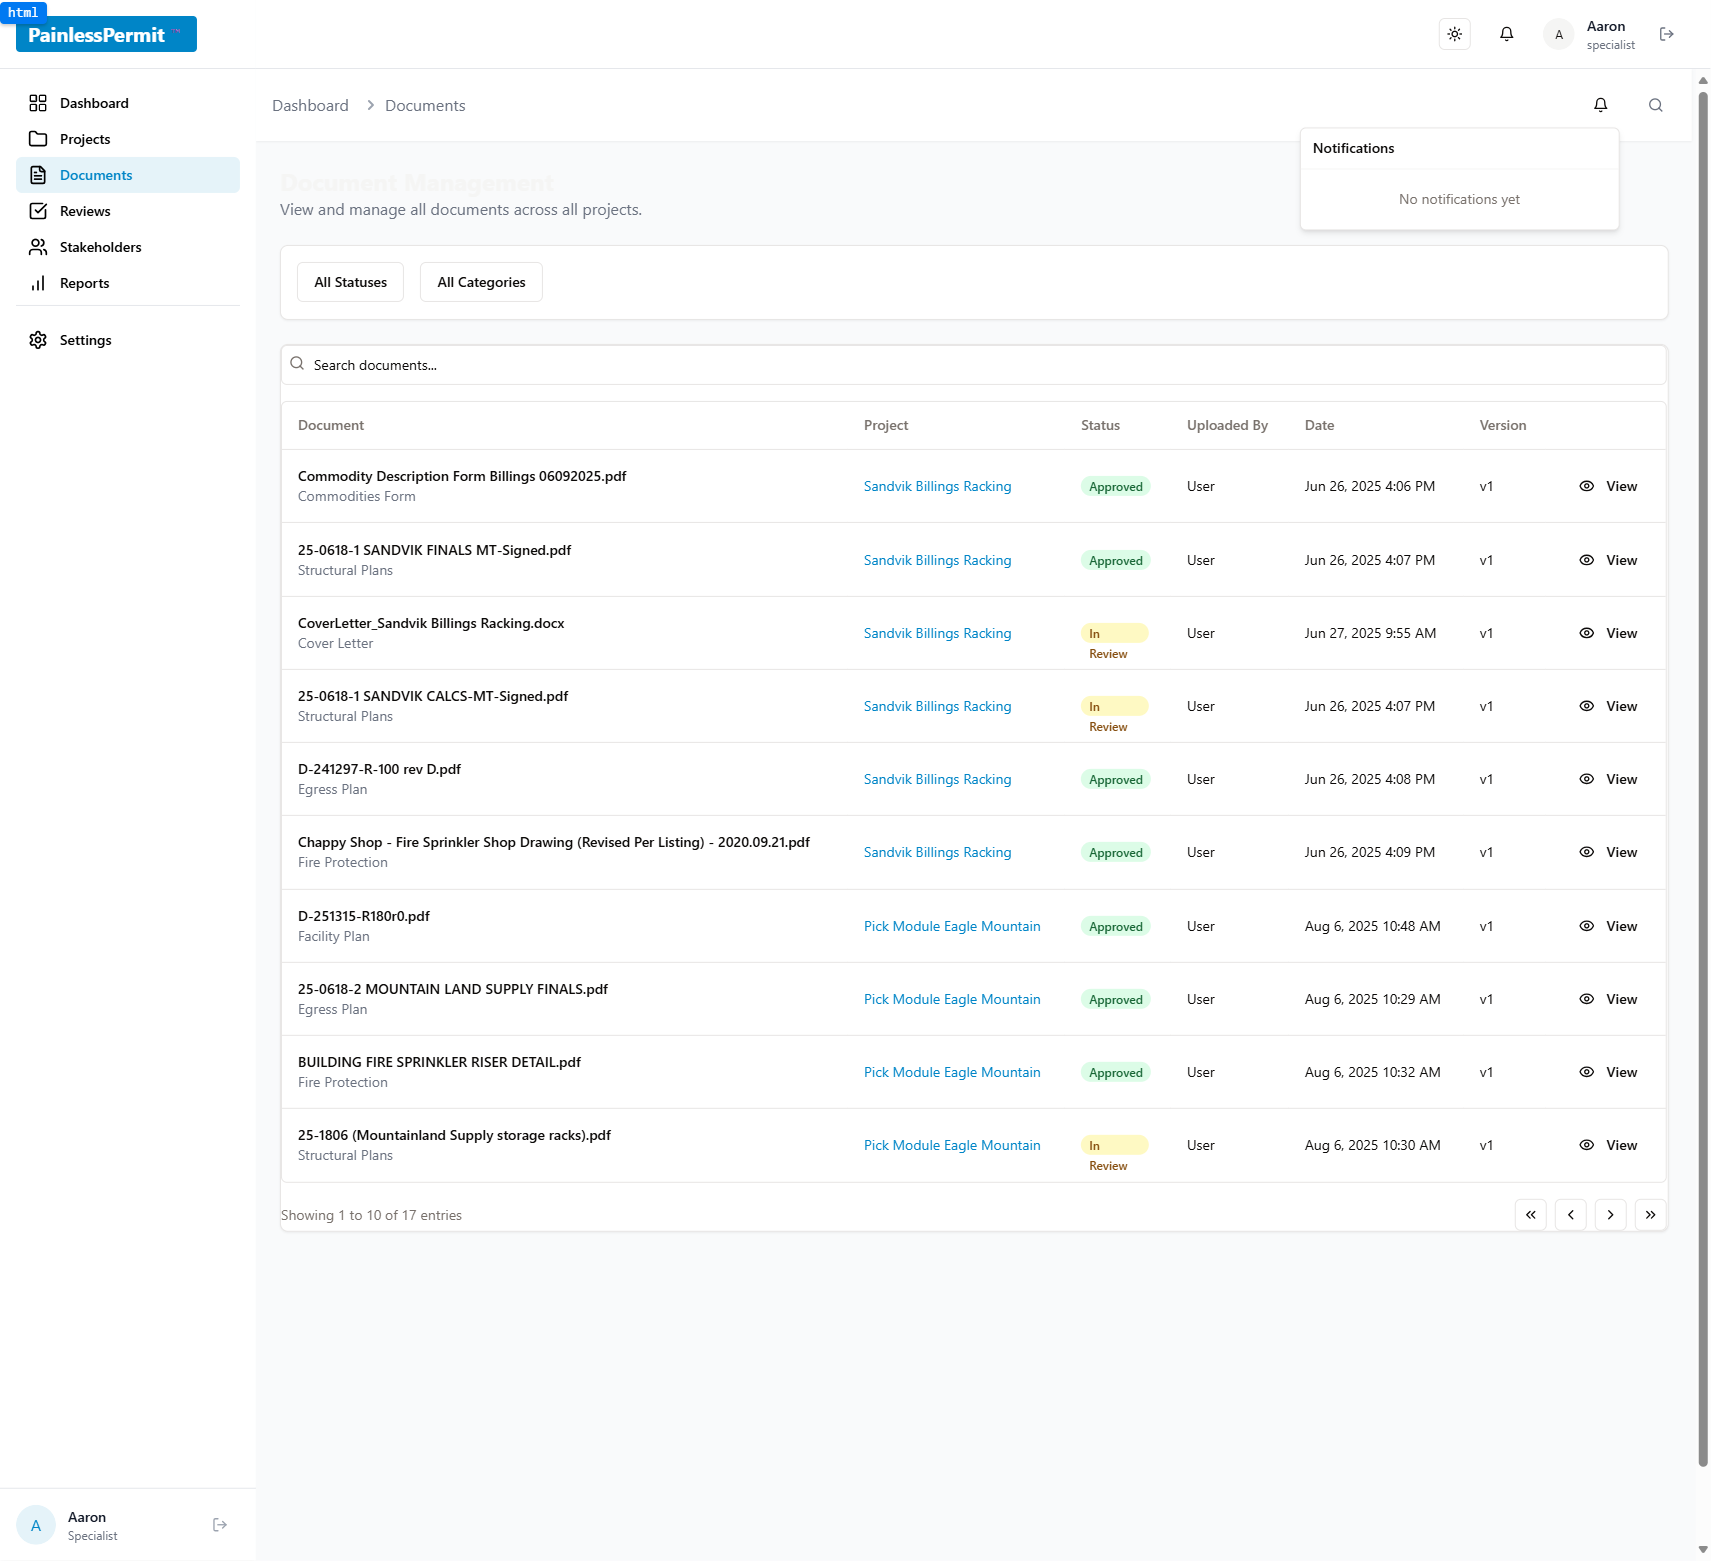 html
PainlessPermit
A
Aaron
specialist
Dashboard
Projects
Documents
Reviews
Stakeholders
Reports
Settings
Dashboard > Documents
Notifications
No notifications yet
Document Management
View and manage all documents across all projects.
All Statuses All Categories
Search documents...
Document Project Status Uploaded By Date Version
Commodity Description Form Billings 06092025.pdf
Commodities Form
Sandvik Billings Racking Approved User Jun 26, 2025 4:06 PM v1 View
25-0618-1 SANDVIK FINALS MT-Signed.pdf
Structural Plans
Sandvik Billings Racking Approved User Jun 26, 2025 4:07 PM v1 View
CoverLetter_Sandvik Billings Racking.docx
Cover Letter
Sandvik Billings Racking In Review User Jun 27, 2025 9:55 AM v1 View
25-0618-1 SANDVIK CALCS-MT-Signed.pdf
Structural Plans
Sandvik Billings Racking In Review User Jun 26, 2025 4:07 PM v1 View
D-241297-R-100 rev D.pdf
Egress Plan
Sandvik Billings Racking Approved User Jun 26, 2025 4:08 PM v1 View
Chappy Shop - Fire Sprinkler Shop Drawing (Revised Per Listing) - 2020.09.21.pdf
Fire Protection
Sandvik Billings Racking Approved User Jun 26, 2025 4:09 PM v1 View
D-251315-R180r0.pdf
Facility Plan
Pick Module Eagle Mountain Approved User Aug 6, 2025 10:48 AM v1 View
25-0618-2 MOUNTAIN LAND SUPPLY FINALS.pdf
Egress Plan
Pick Module Eagle Mountain Approved User Aug 6, 2025 10:29 AM v1 View
BUILDING FIRE SPRINKLER RISER DETAIL.pdf
Fire Protection
Pick Module Eagle Mountain Approved User Aug 6, 2025 10:32 AM v1 View
25-1806 (Mountainland Supply storage racks).pdf
Structural Plans
Pick Module Eagle Mountain In Review User Aug 6, 2025 10:30 AM v1 View
Showing 1 to 10 of 17 entries
A
Aaron
Specialist